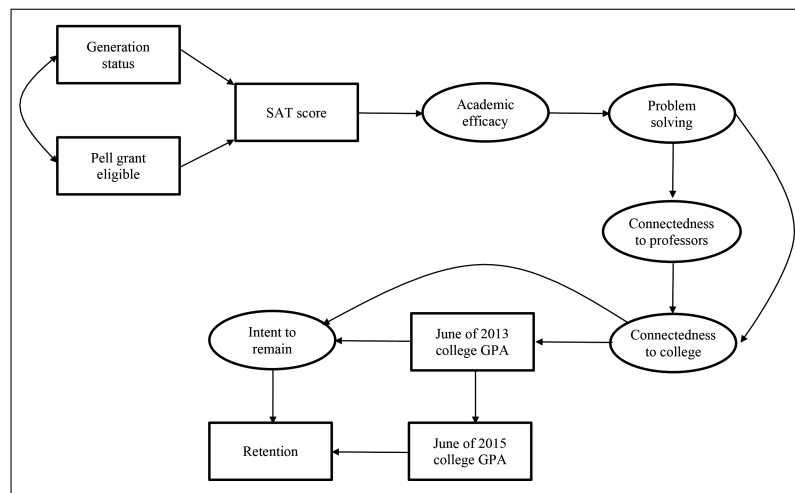 Generation
status
SAT score
Academic
efficacy
Problem
solving
Pell grant
eligible
Connectedness
to professors
Intent to
remain
June of 2013
college GPA
Connectedness
to college
Retention
June of 2015
college GPA